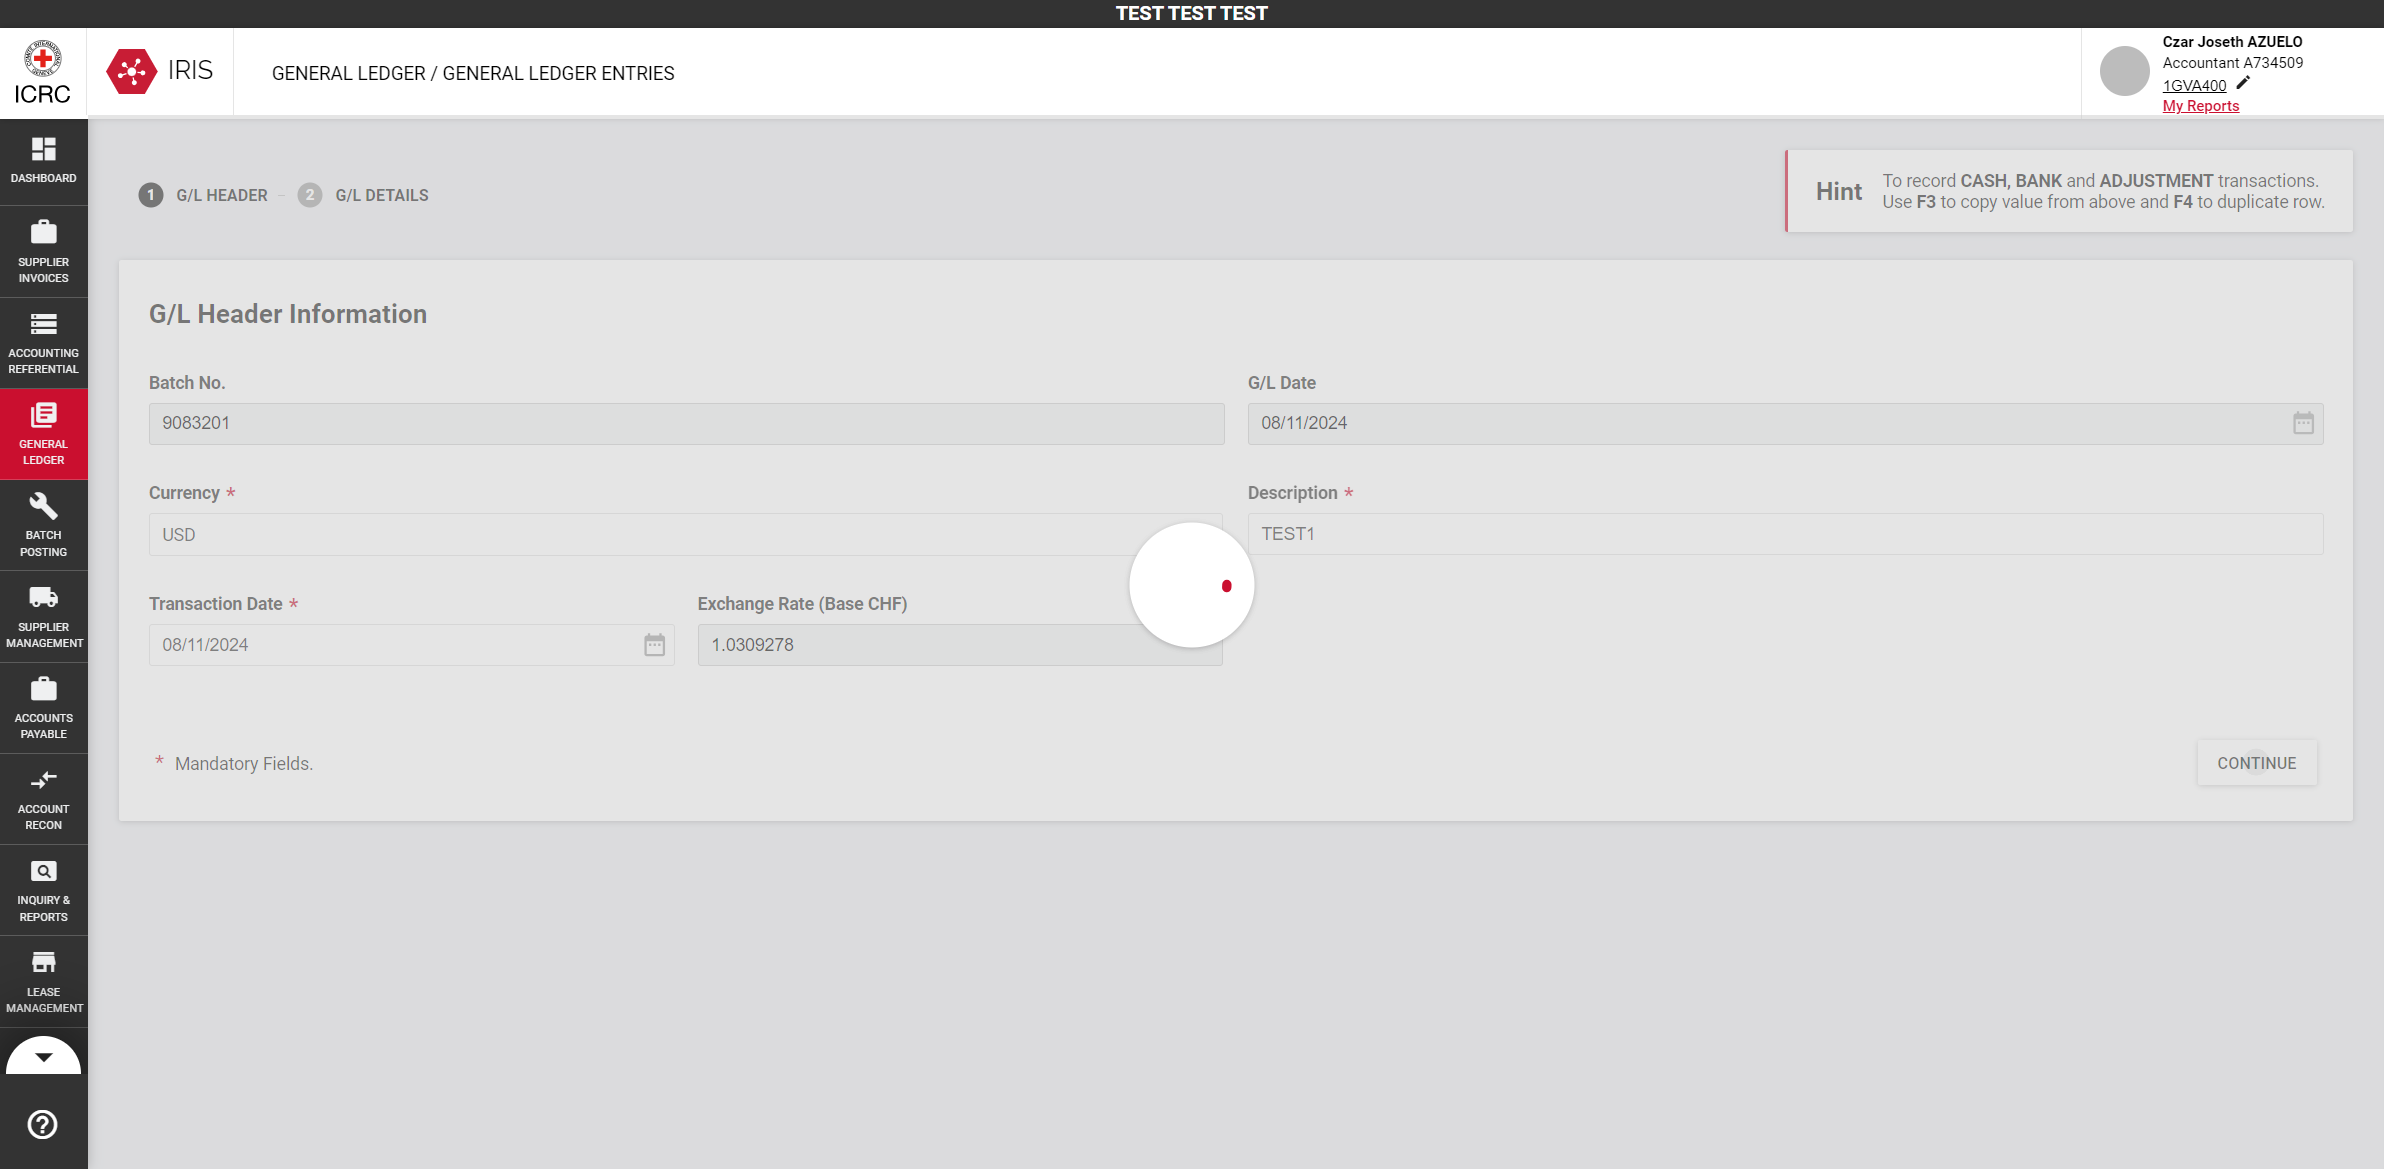 TEST TEST TEST
ICRC
IRIS
GENERAL LEDGER / GENERAL LEDGER ENTRIES
Czar Joseth AZUELO
Accountant A734509
1GVA400
My Reports
DASHBOARD
SUPPLIER
INVOICES
ACCOUNTING
REFERENTIAL
GENERAL
LEDGER
BATCH
POSTING
SUPPLIER
MANAGEMENT
ACCOUNTS
PAYABLE
ACCOUNT
RECON
INQUIRY &
REPORTS
LEASE
MANAGEMENT
1 G/L HEADER – 2 G/L DETAILS
Hint
To record CASH, BANK and ADJUSTMENT transactions.
Use F3 to copy value from above and F4 to duplicate row.
G/L Header Information
Batch No.
9083201
G/L Date
08/11/2024
Currency *
USD
Description *
TEST1
Transaction Date *
08/11/2024
Exchange Rate (Base CHF)
1.0309278
* Mandatory Fields.
CONTINUE